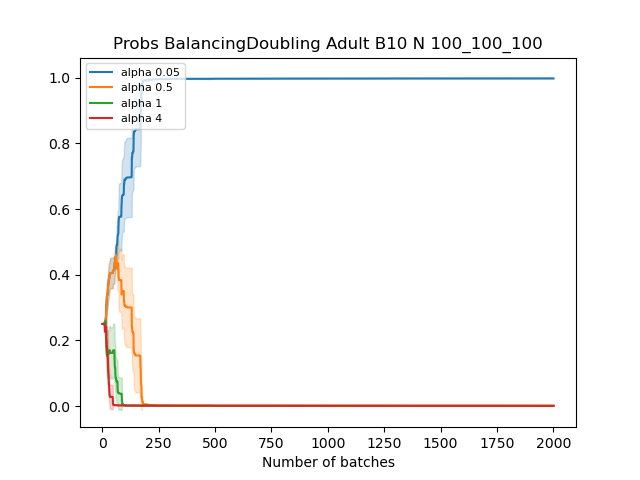 Probs BalancingDoubling Adult B10 N 100_100_100
alpha 0.05
alpha 0.5
alpha 1
alpha 4
1.0
0.8
0.6
0.4
0.2
0.0
0 250 500 750 1000 1250 1500 1750 2000
Number of batches